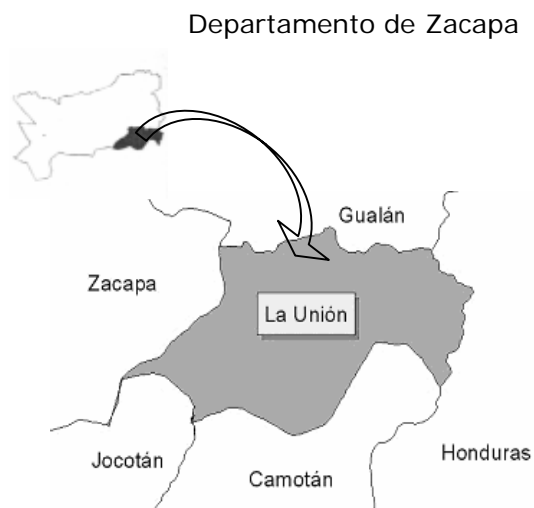 Departamento de Zacapa
Gualán
Zacapa
La Unión
Jocotán
Camotán
Honduras